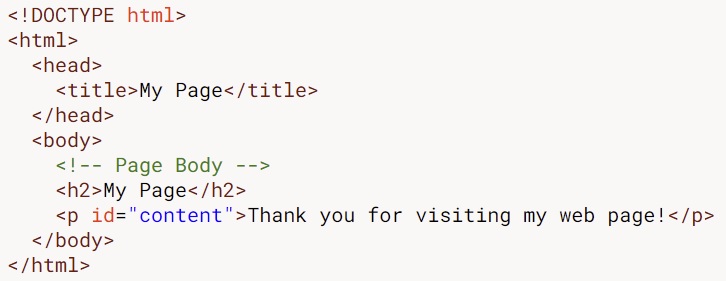 <!DOCTYPE html>
<html>
  <head>
    <title>My Page</title>
  </head>
  <body>
    <!-- Page Body -->
    <h2>My Page</h2>
    <p id="content">Thank you for visiting my web page!</p>
  </body>
</html>